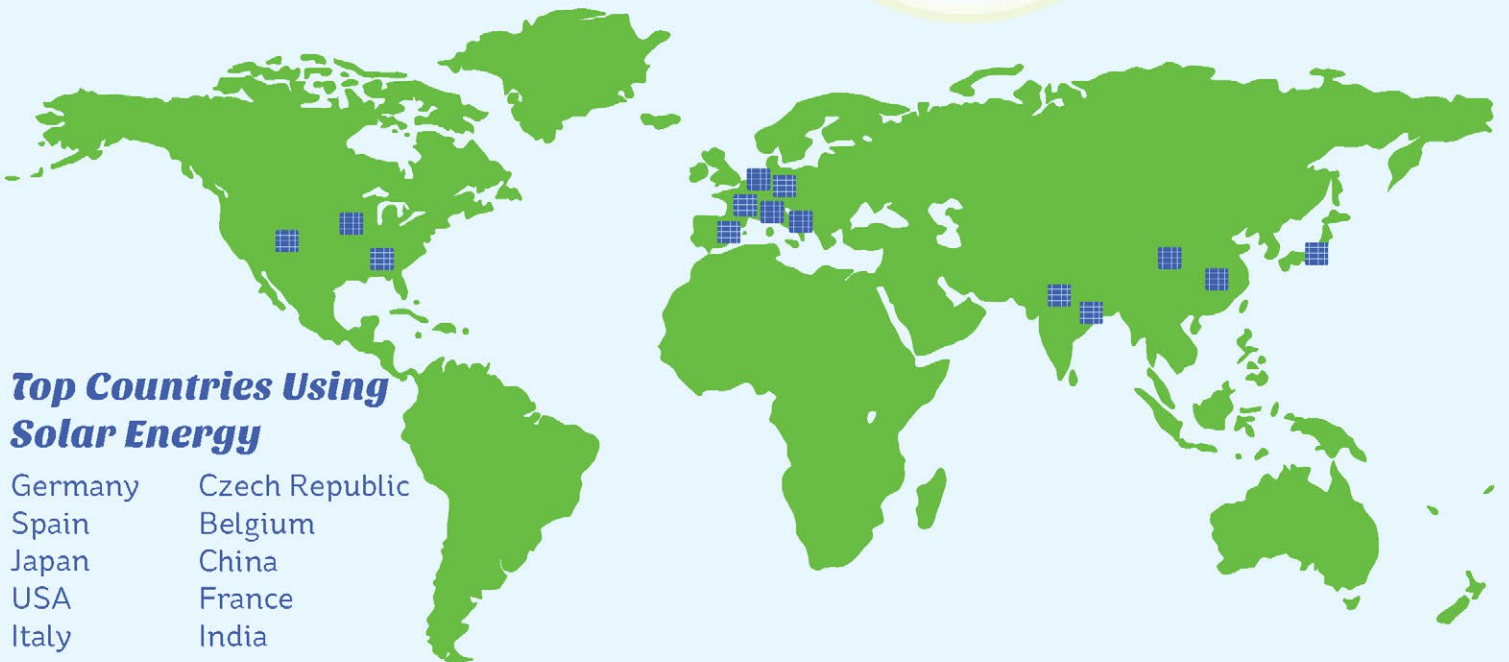 Top Countries Using
Solar Energy
Germany
Spain
Japan
USA
Italy
Czech Republic
Belgium
China
France
India